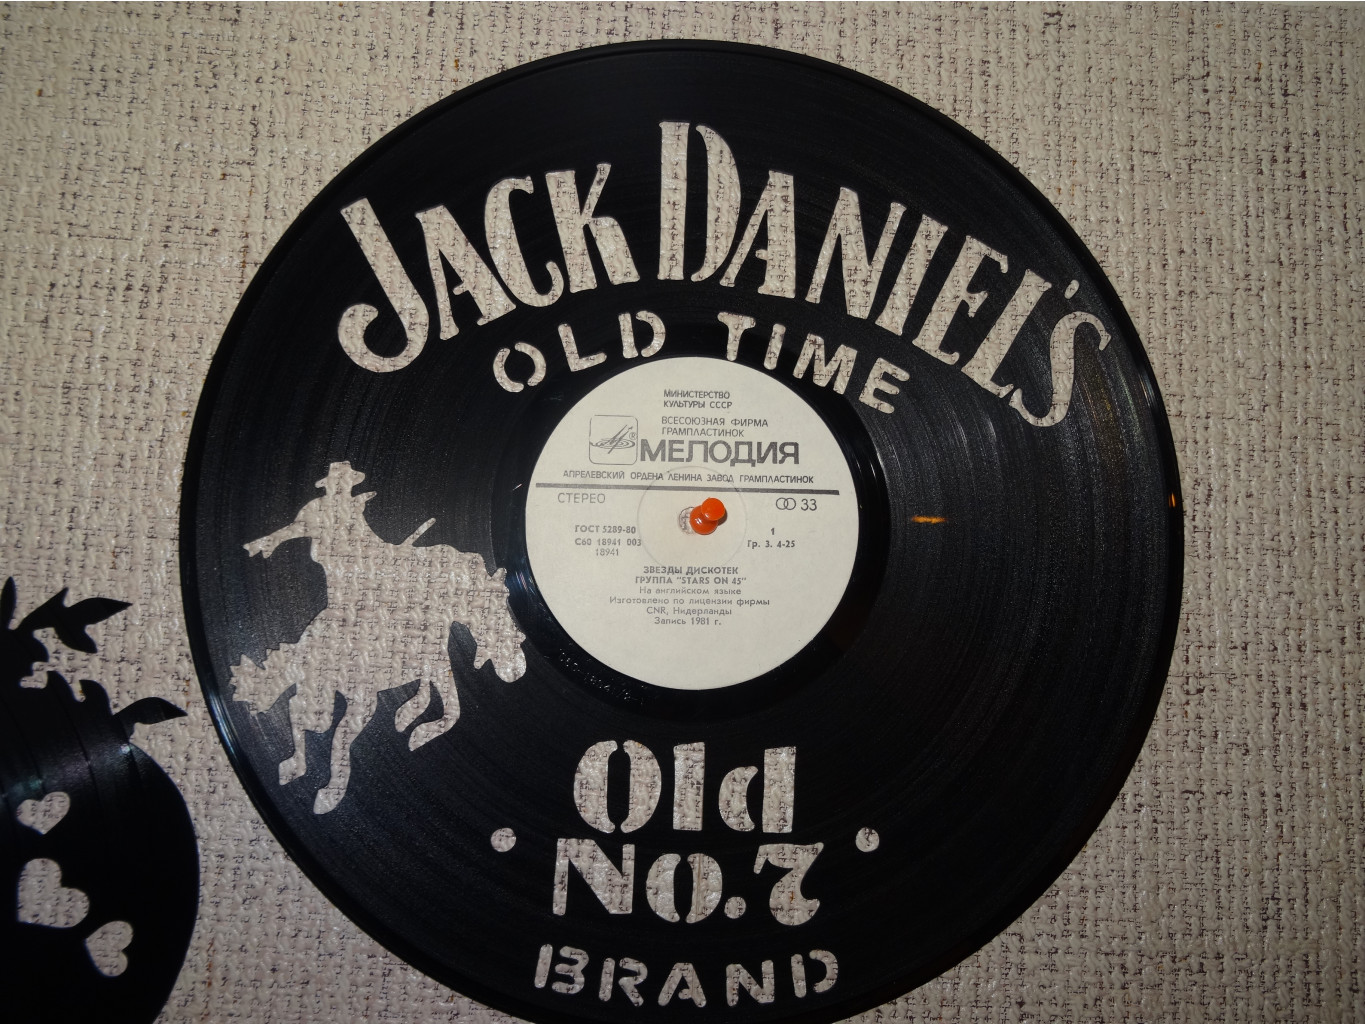 JACK DANIEL'S
OLD TIME
МИНИСТЕРСТВО
КУЛЬТУРЫ СССР
ВСЕСОЮЗНАЯ ФИРМА
ГРАМПЛАСТИНОК
®МЕЛОДИЯ
АПРЕЛЕВСКИЙ ОРДЕНА ЛЕНИНА ЗАВОД ГРАМПЛАСТИНОК
СТЕРЕО 33
ГОСТ 5289-80 1
С60 18941 003 Гр. 3. 4-25
18941
ЗВЕЗДЫ ДИСКОТЕК
ГРУППА "STARS ON 45"
На английском языке
Изготовлено по лицензии фирмы
CNR, Нидерланды
Запись 1981 г.
Old
No.7
BRAND